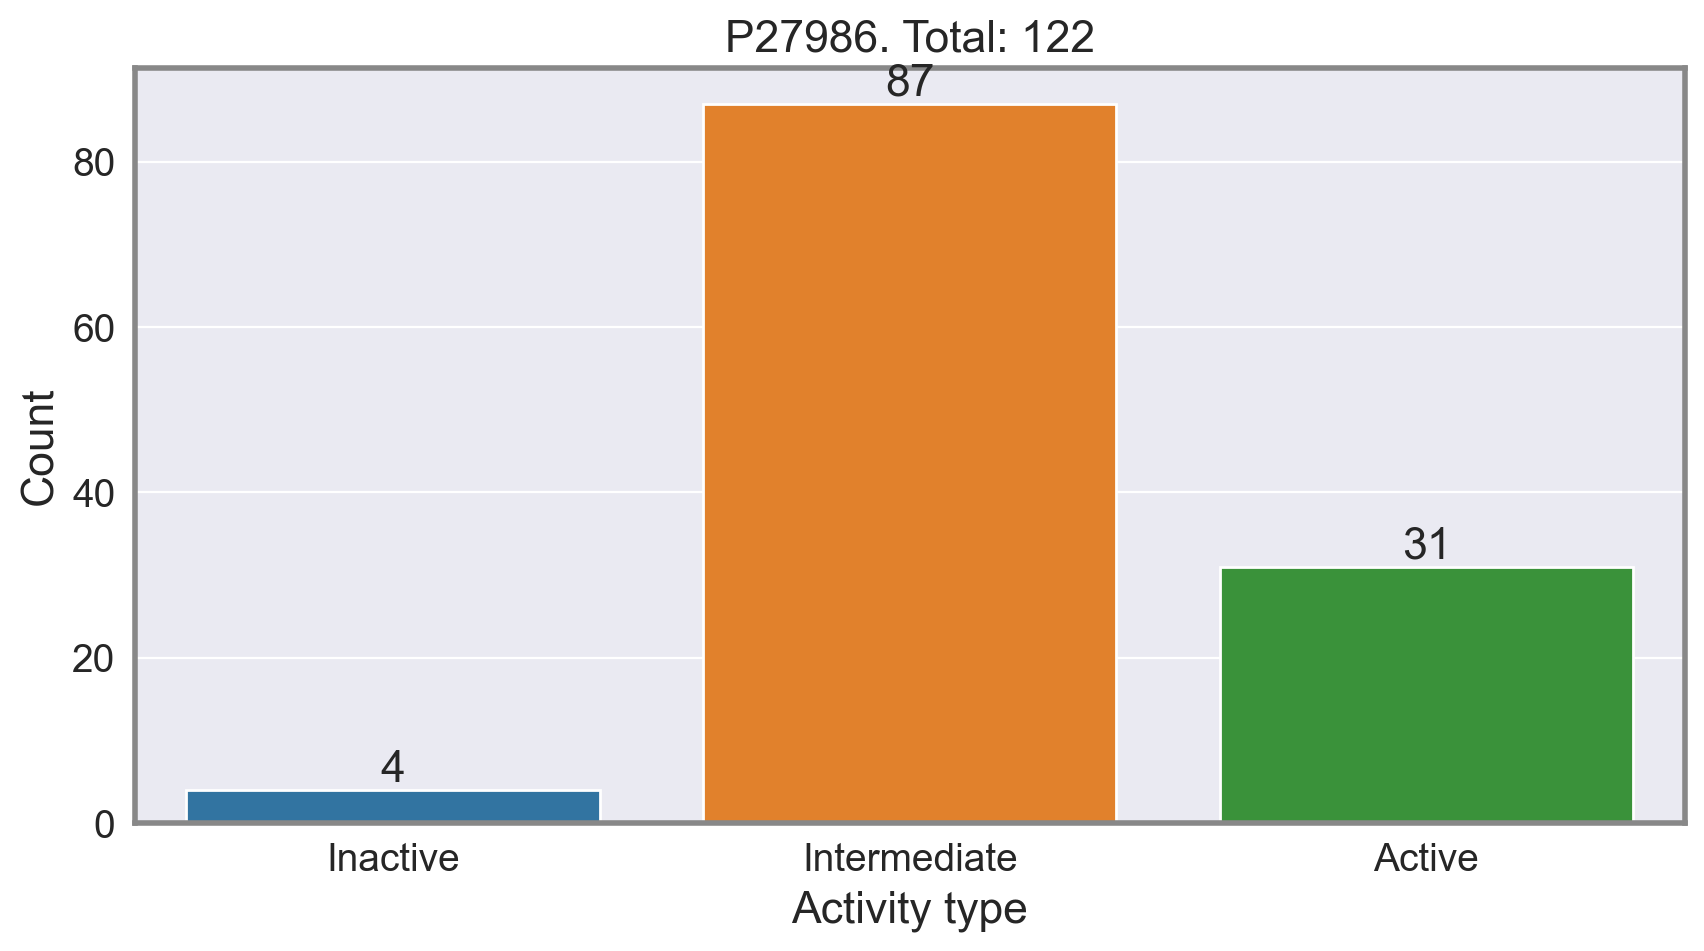 P27986. Total: 122
87
80
60
40
31
20
4
0
Count
Inactive
Intermediate
Active
Activity type